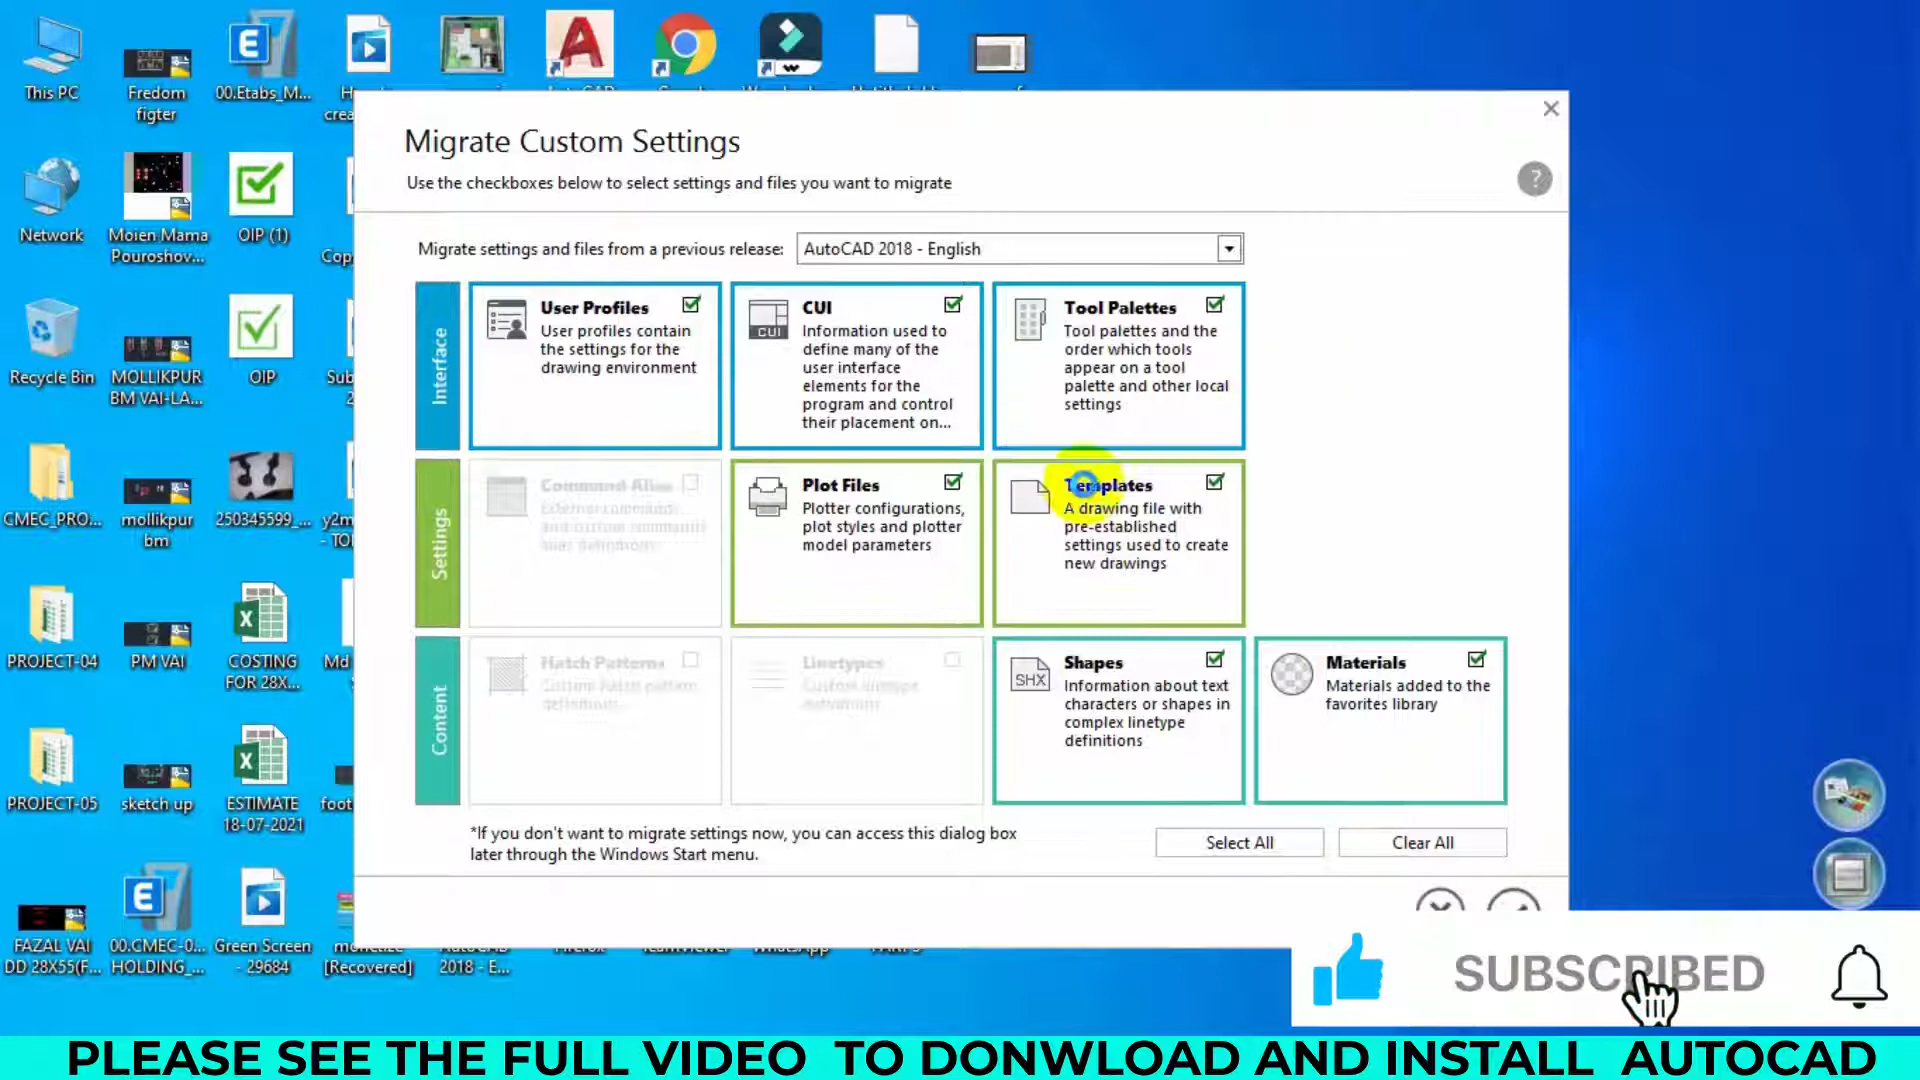 This PC
Fredom
figter
00.Etabs_M...
Network
Moien Mama
Pouroshov...
OIP (1)
Recycle Bin
MOLLIKPUR
BM VAI-LA...
OIP
CMEC_PRO...
mollikpur
bm
250345599_...
PROJECT-04
PM VAI
COSTING
FOR 28X...
PROJECT-05
sketch up
ESTIMATE
18-07-2021
FAZAL VAI
DD 28X55(F...
00.CMEC-0...
HOLDING_...
Green Screen
- 29684
[Recovered]
2018 - E...
Migrate Custom Settings
Use the checkboxes below to select settings and files you want to migrate
?
Migrate settings and files from a previous release:
AutoCAD 2018 - English
Interface
User Profiles
User profiles contain
the settings for the
drawing environment
CUI
CUI
Information used to
define many of the
user interface
elements for the
program and control
their placement on...
Tool Palettes
Tool palettes and the
order which tools
appear on a tool
palette and other local
settings
Settings
Command Alias
Plot Files
Plotter configurations,
plot styles and plotter
model parameters
Templates
A drawing file with
pre-established
settings used to create
new drawings
Content
Hatch Patterns
Custom hatch pattern
definitions
Linetypes
Custom linetype
definitions
SHX
Shapes
Information about text
characters or shapes in
complex linetype
definitions
Materials
Materials added to the
favorites library
*If you don't want to migrate settings now, you can access this dialog box
later through the Windows Start menu.
Select All
Clear All
SUBSCRIBED
PLEASE SEE THE FULL VIDEO TO DONWLOAD AND INSTALL AUTOCAD